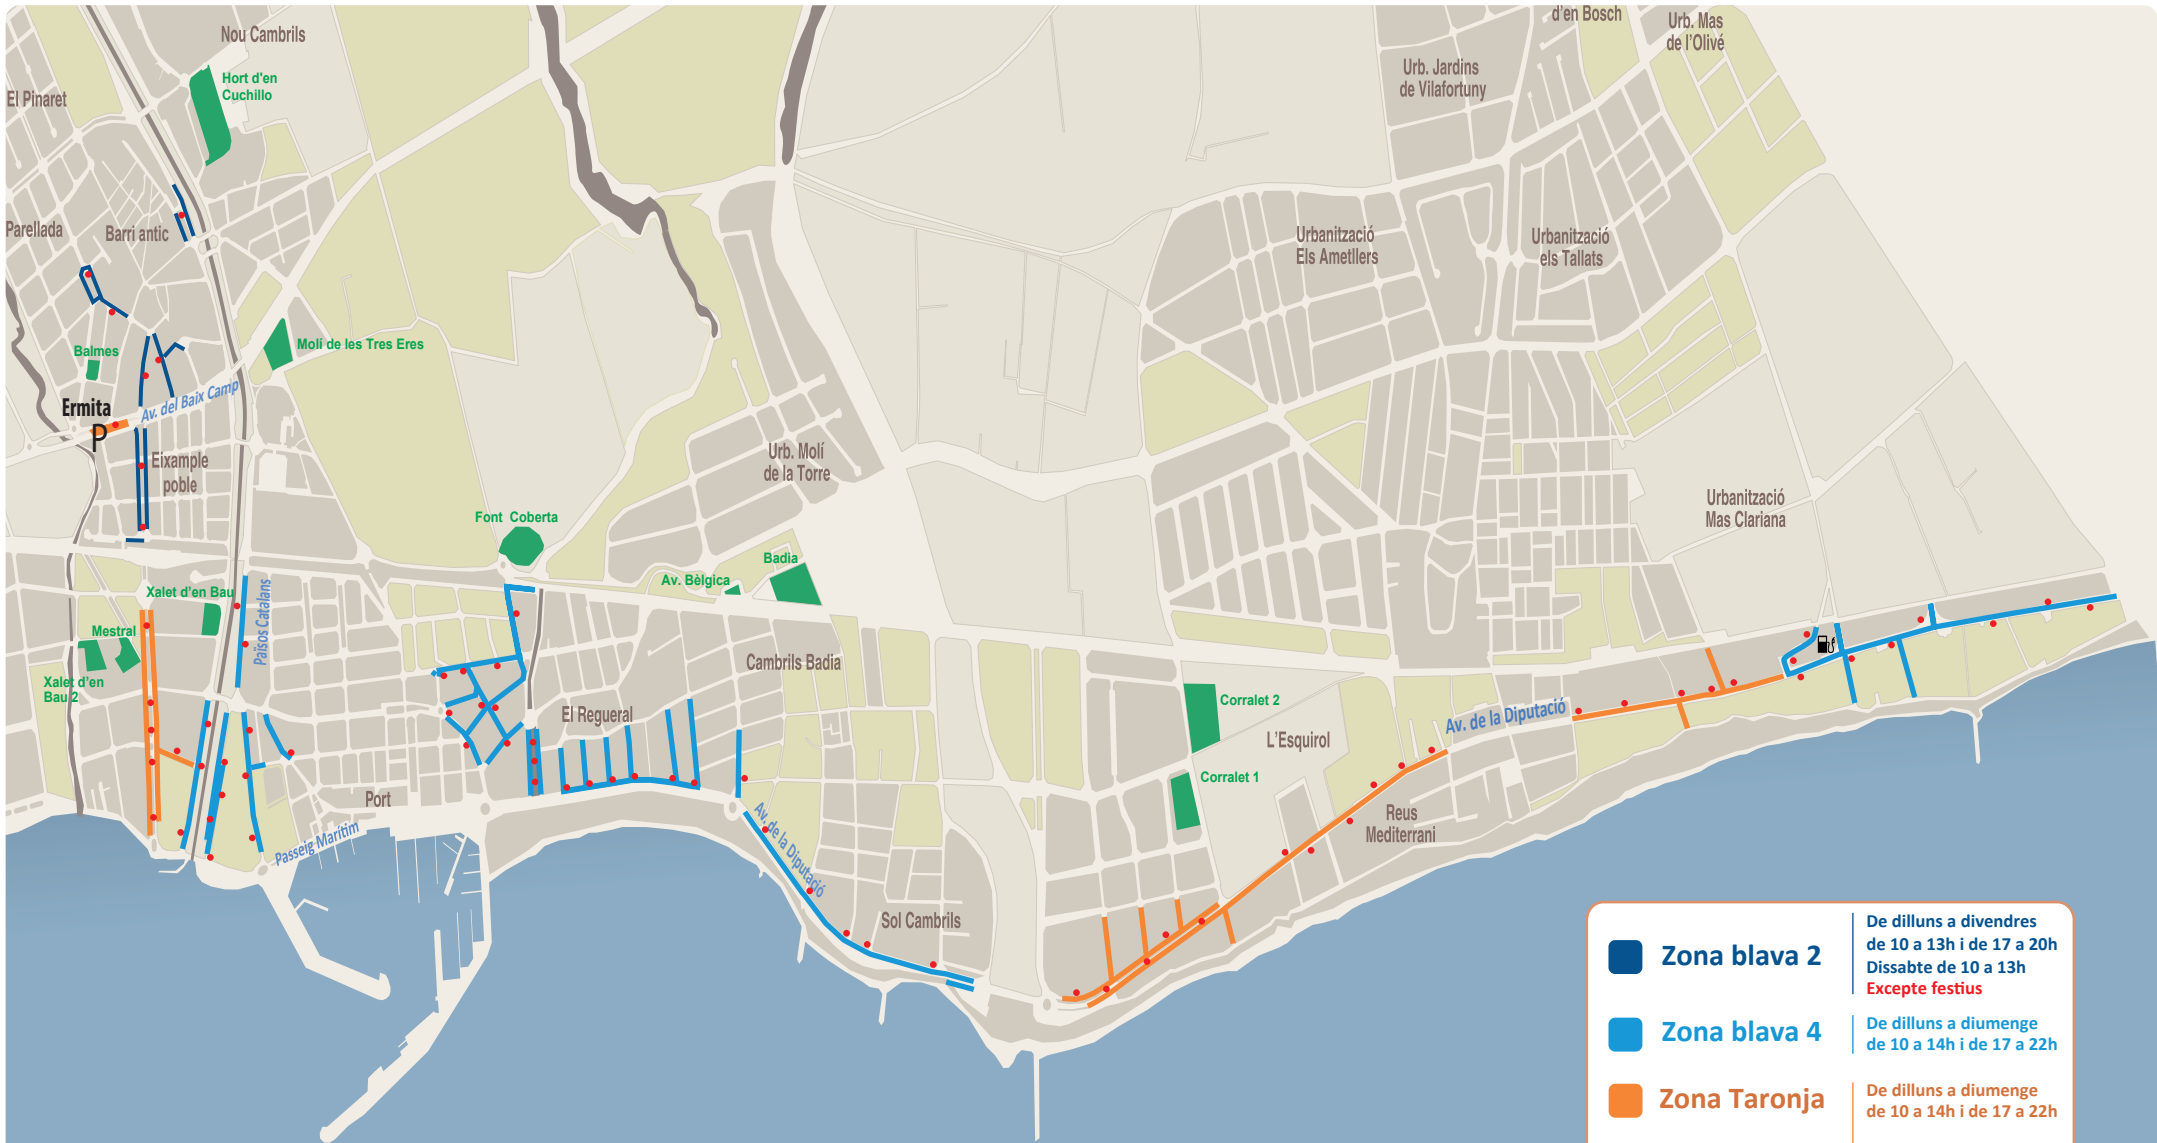 d'en Bosch
Urb. Mas
de l'Olivé
Nou Cambrils
Hort d'en
Cuchillo
El Pinaret
Urb. Jardins
de Vilafortuny
Parellada
Barri antic
Urbanització
Els Ametllers
Urbanització
els Tallats
Molí de les Tres Eres
Balmes
Av. del Baix Camp
Ermita
P
Eixample
poble
Urb. Molí
de la Torre
Urbanització
Mas Clariana
Font Coberta
Badia
Av. Bèlgica
Xalet d'en Bau
Països Catalans
Mestral
Xalet d'en
Bau 2
Cambrils Badia
El Regueral
Corralet 2
L'Esquirol
Av. de la Diputació
Corralet 1
Port
Passeig Marítim
Av. de la Diputació
Reus
Mediterrani
Sol Cambrils
Zona blava 2
De dilluns a divendres
de 10 a 13h i de 17 a 20h
Dissabte de 10 a 13h
Excepte festius
Zona blava 4
De dilluns a diumenge
de 10 a 14h i de 17 a 22h
Zona Taronja
De dilluns a diumenge
de 10 a 14h i de 17 a 22h